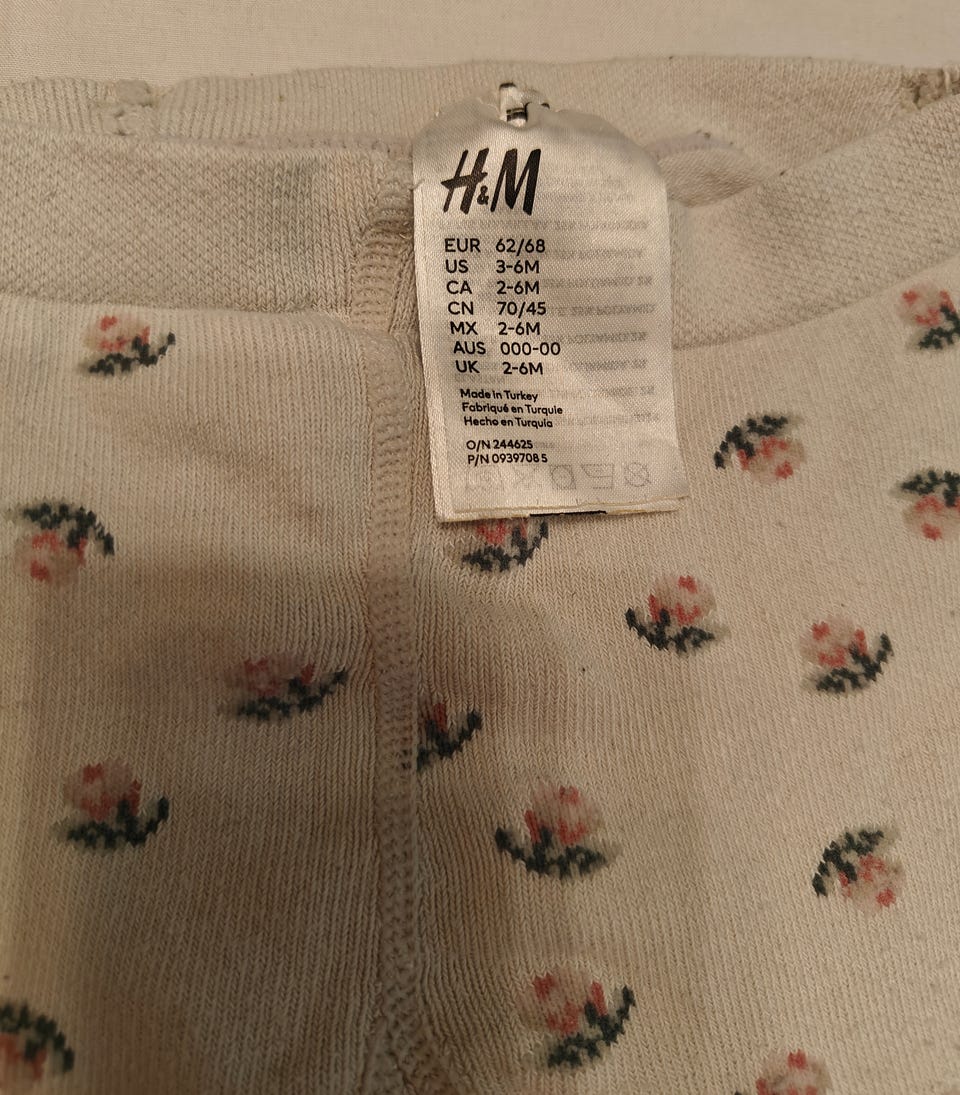 H&M
EUR 62/68
US 3-6M
CA 2-6M
CN 70/45
MX 2-6M
AUS 000-00
UK 2-6M
Made in Turkey
Fabriqué en Turquie
Hecho en Turquía
O/N 244625
P/N 0939708 5